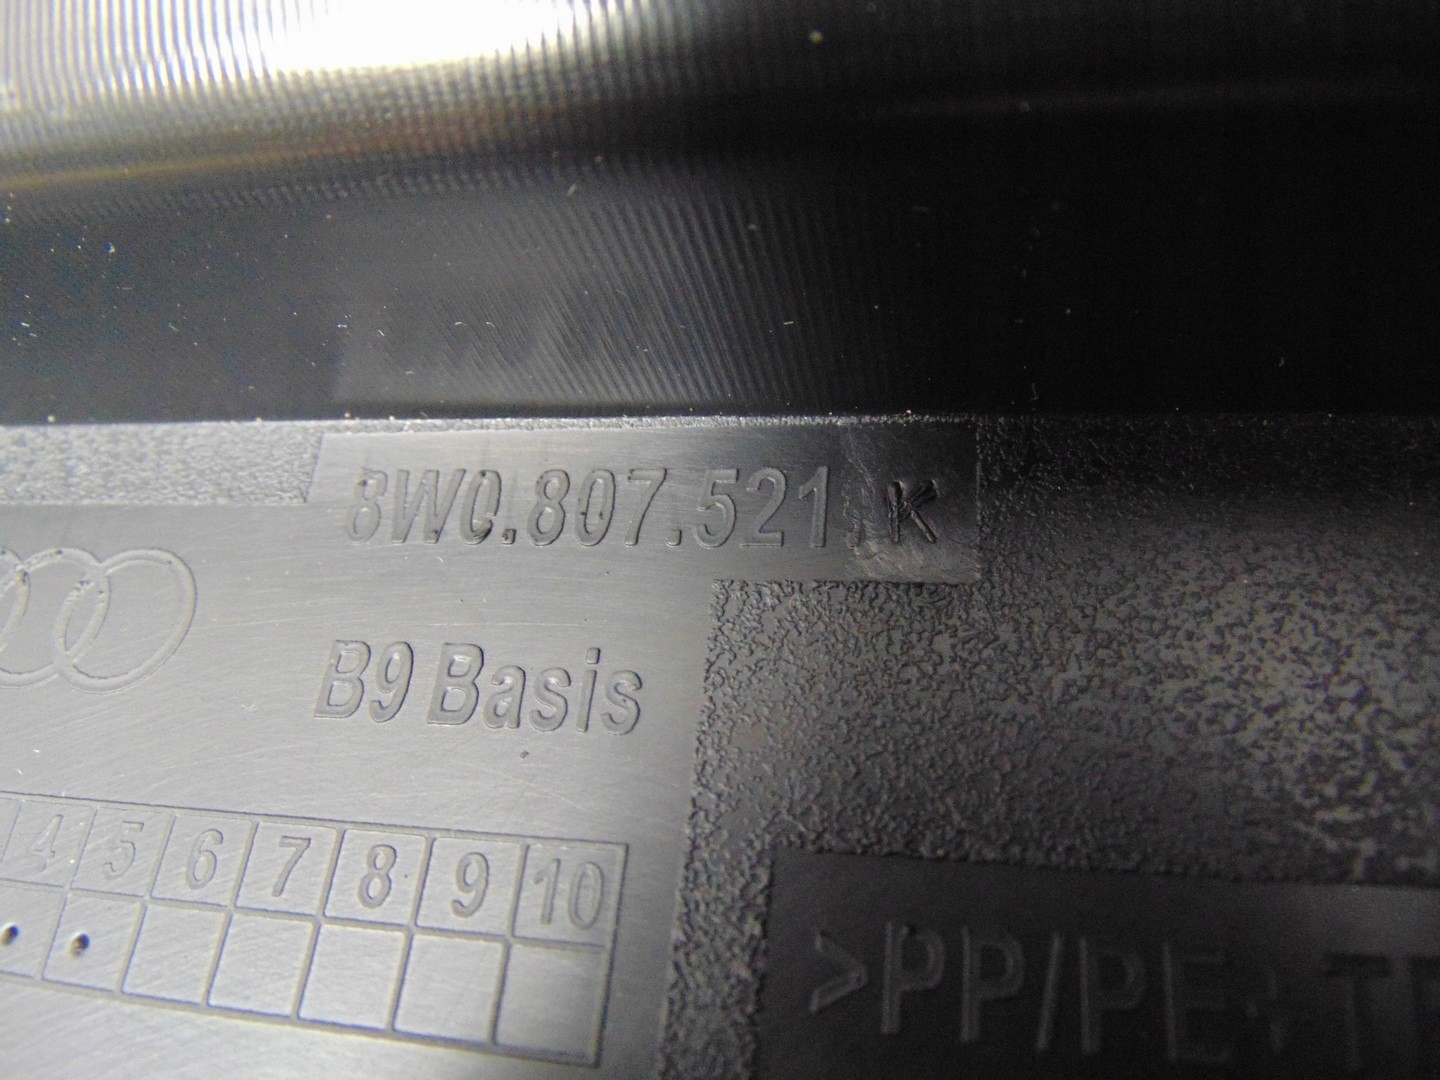 8W0.807.521.K
B9 Basis
4 5 6 7 8 9 10
>PP/PE+T